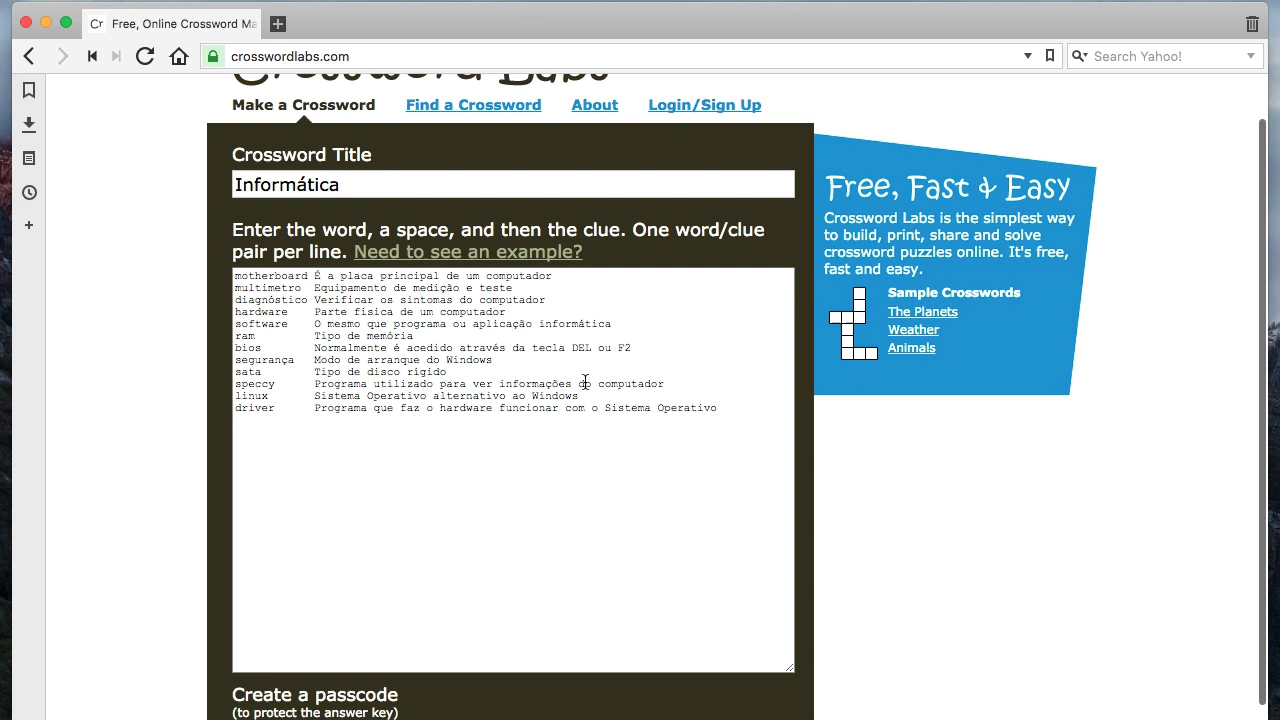 Free, Online Crossword Ma
crosswordlabs.com
Search Yahoo!
Crossword Labs
Make a Crossword Find a Crossword About Login/Sign Up
Crossword Title
Informática
Enter the word, a space, and then the clue. One word/clue
pair per line. Need to see an example?
motherboard É a placa principal de um computador
multimetro Equipamento de medição e teste
diagnóstico Verificar os sintomas do computador
hardware Parte física de um computador
software O mesmo que programa ou aplicação informática
ram Tipo de memória
bios Normalmente é acedido através da tecla DEL ou F2
segurança Modo de arranque do Windows
sata Tipo de disco rígido
speccy Programa utilizado para ver informações do computador
linux Sistema Operativo alternativo ao Windows
driver Programa que faz o hardware funcionar com o Sistema Operativo
Create a passcode
(to protect the answer key)
Free, Fast & Easy
Crossword Labs is the simplest way
to build, print, share and solve
crossword puzzles online. It's free,
fast and easy.
Sample Crosswords
The Planets
Weather
Animals